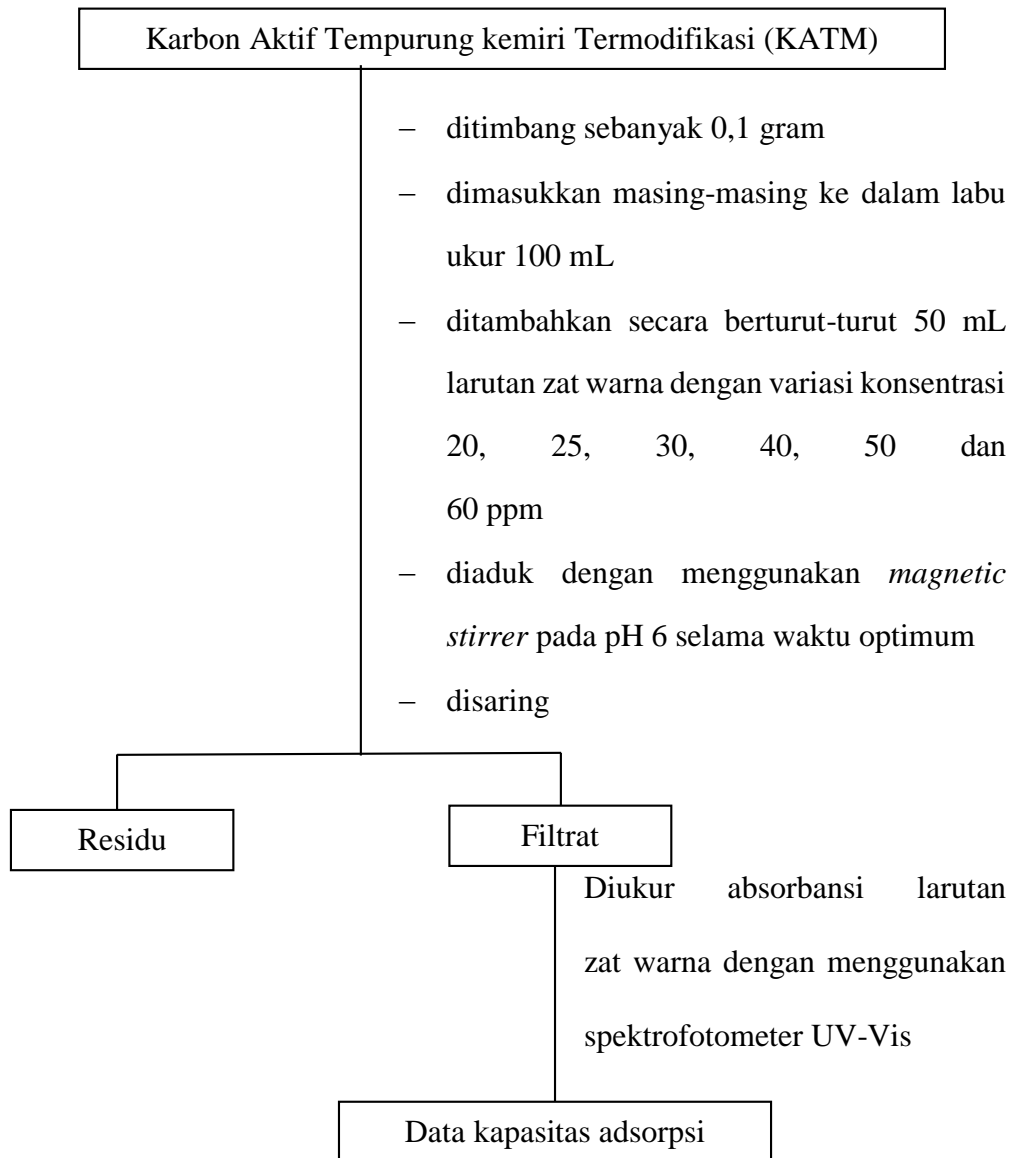 Karbon Aktif Tempurung kemiri Termodifikasi (KATM)
– ditimbang sebanyak 0,1 gram
– dimasukkan masing-masing ke dalam labu
ukur 100 mL
– ditambahkan secara berturut-turut 50 mL
larutan zat warna dengan variasi konsentrasi
20, 25, 30, 40, 50 dan
60 ppm
– diaduk dengan menggunakan magnetic
stirrer pada pH 6 selama waktu optimum
– disaring
Residu
Filtrat
Diukur absorbansi larutan
zat warna dengan menggunakan
spektrofotometer UV-Vis
Data kapasitas adsorpsi